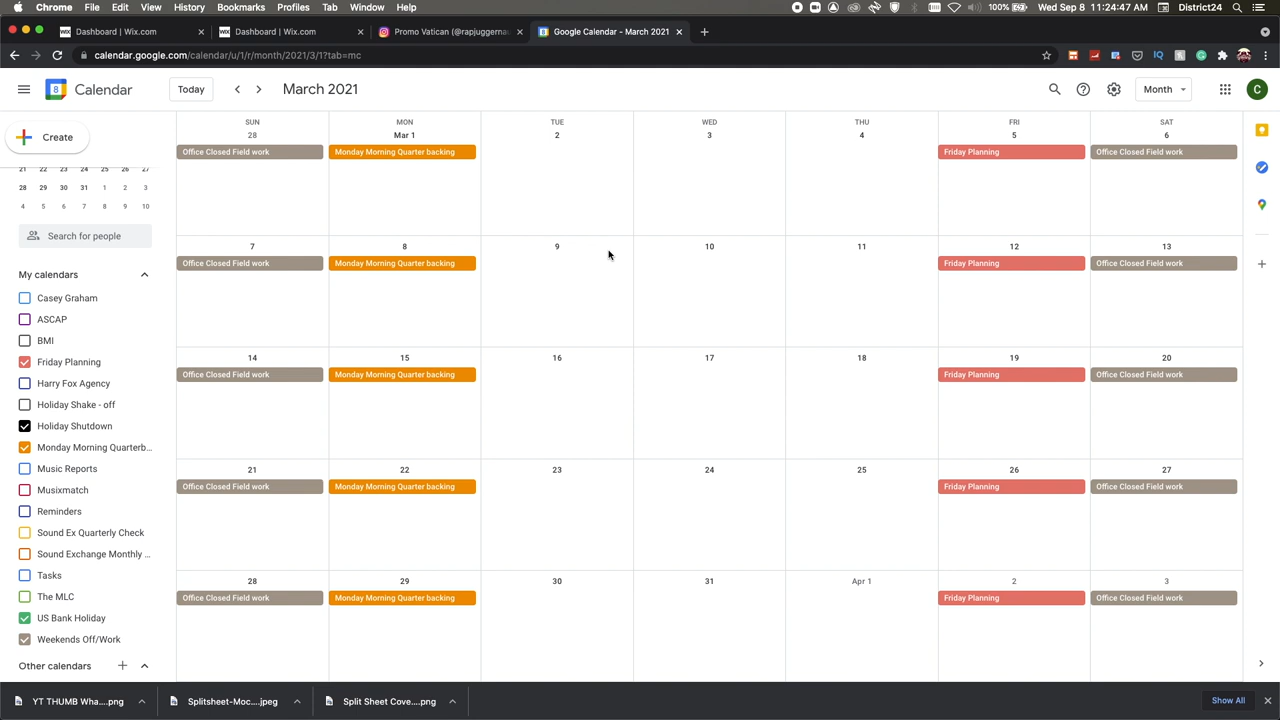 Chrome File Edit View History Bookmarks Profiles Tab Window Help 100% Wed Sep 8 11:24:47 AM District24
Dashboard | Wix.com Dashboard | Wix.com Promo Vatican (@rapjuggerna Google Calendar - March 2021
calendar.google.com/calendar/u/1/r/month/2021/3/1?tab=mc
Calendar Today March 2021 Month C
Create
21 22 23 24 25 26 27
28 29 30 31 1 2 3
4 5 6 7 8 9 10
Search for people
My calendars
Casey Graham
ASCAP
BMI
Friday Planning
Harry Fox Agency
Holiday Shake - off
Holiday Shutdown
Monday Morning Quarterb...
Music Reports
Musixmatch
Reminders
Sound Ex Quarterly Check
Sound Exchange Monthly ...
Tasks
The MLC
US Bank Holiday
Weekends Off/Work
Other calendars
SUN MON TUE WED THU FRI SAT
28 Mar 1 2 3 4 5 6
Office Closed Field work Monday Morning Quarter backing Friday Planning Office Closed Field work
7 8 9 10 11 12 13
Office Closed Field work Monday Morning Quarter backing Friday Planning Office Closed Field work
14 15 16 17 18 19 20
Office Closed Field work Monday Morning Quarter backing Friday Planning Office Closed Field work
21 22 23 24 25 26 27
Office Closed Field work Monday Morning Quarter backing Friday Planning Office Closed Field work
28 29 30 31 Apr 1 2 3
Office Closed Field work Monday Morning Quarter backing Friday Planning Office Closed Field work
YT THUMB Wha....png Splitsheet-Moc....jpeg Split Sheet Cove....png Show All